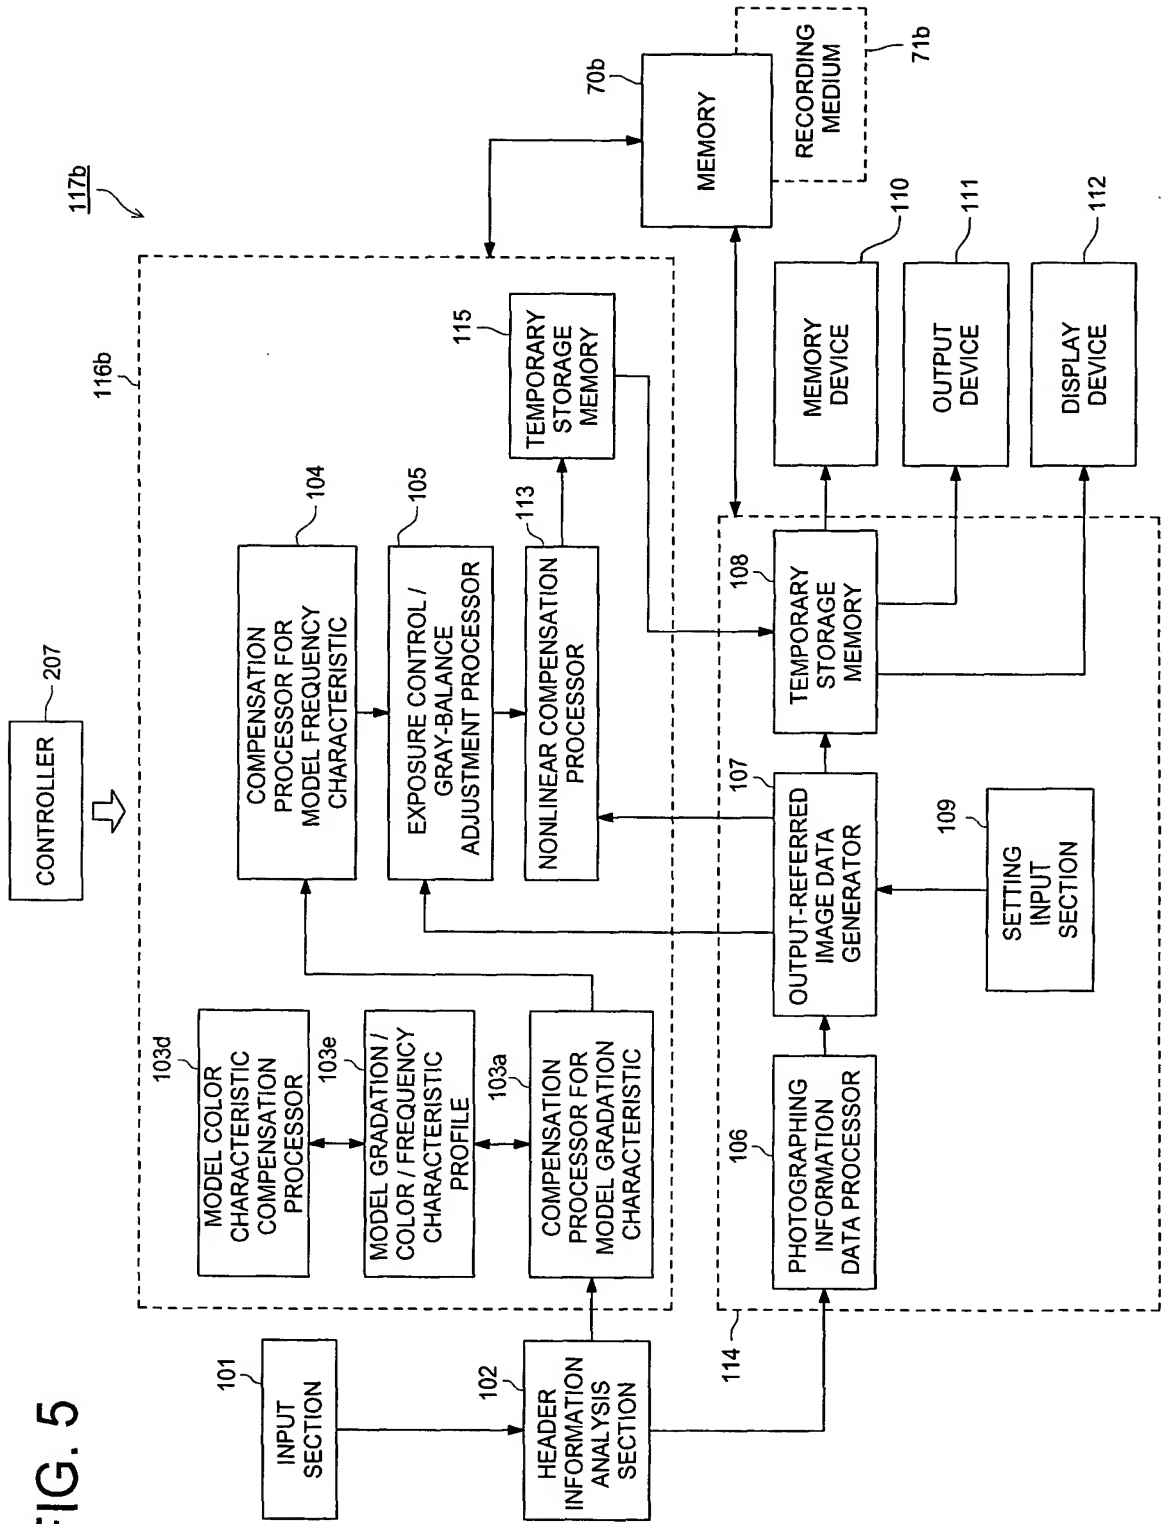 FIG. 5
CONTROLLER
207
117b
116b
101
INPUT
SECTION
102
HEADER
INFORMATION
ANALYSIS
SECTION
103d
MODEL COLOR
CHARACTERISTIC
COMPENSATION
PROCESSOR
103e
MODEL GRADATION /
COLOR / FREQUENCY
CHARACTERISTIC
PROFILE
103a
COMPENSATION
PROCESSOR FOR
MODEL GRADATION
CHARACTERISTIC
104
COMPENSATION
PROCESSOR FOR
MODEL FREQUENCY
CHARACTERISTIC
105
EXPOSURE CONTROL /
GRAY-BALANCE
ADJUSTMENT PROCESSOR
113
NONLINEAR COMPENSATION
PROCESSOR
115
TEMPORARY
STORAGE
MEMORY
70b
MEMORY
RECORDING
MEDIUM
71b
114
106
PHOTOGRAPHING
INFORMATION
DATA PROCESSOR
107
OUTPUT-REFERRED
IMAGE DATA
GENERATOR
108
TEMPORARY
STORAGE
MEMORY
109
SETTING
INPUT
SECTION
MEMORY
DEVICE
110
OUTPUT
DEVICE
111
DISPLAY
DEVICE
112